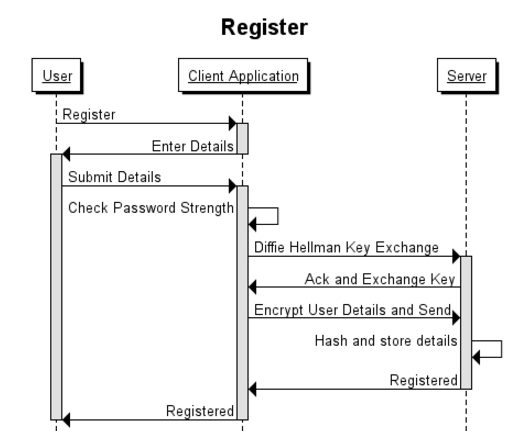 Register
User
Client Application
Server
Register
Enter Details
Submit Details
Check Password Strength
Diffie Hellman Key Exchange
Ack and Exchange Key
Encrypt User Details and Send
Hash and store details
Registered
Registered